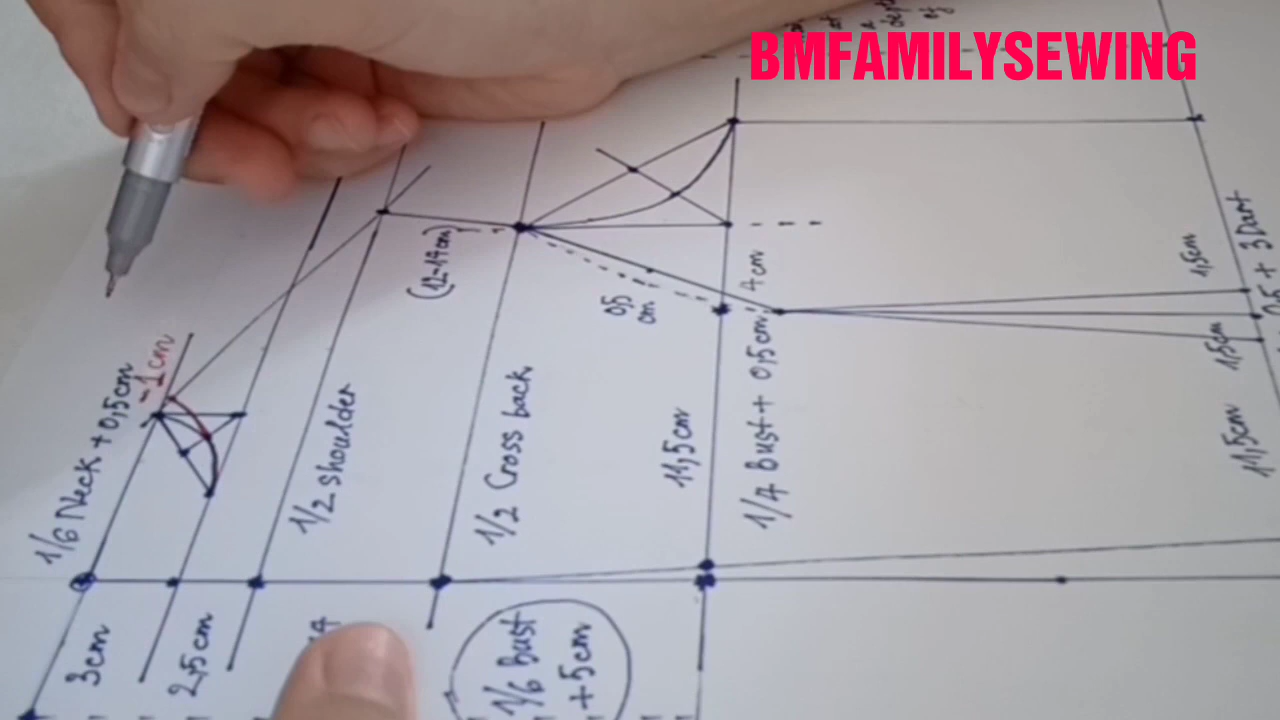 BMFAMILYSEWING
1/6 Neck + 0,5cm
-1cm
1/2 Shoulder
(12-14cm)
1/2 Cross back
0,5
cm
11,5cm
4cm
1/4 Bust + 0,5cm
1,5cm
1,5cm
11,5cm
+ 3 Dart
3cm
2,5cm
1/6 Bust
+5cm